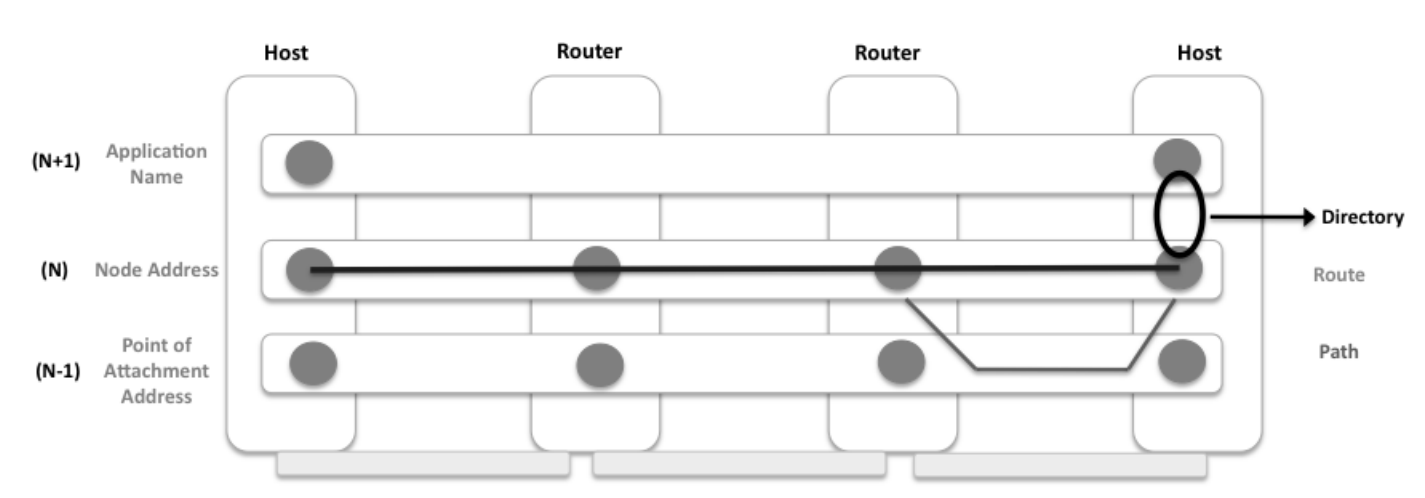 Host
Router
Router
Host
(N+1)
Application
Name
Directory
(N)
Node Address
Route
(N-1)
Point of
Attachment
Address
Path